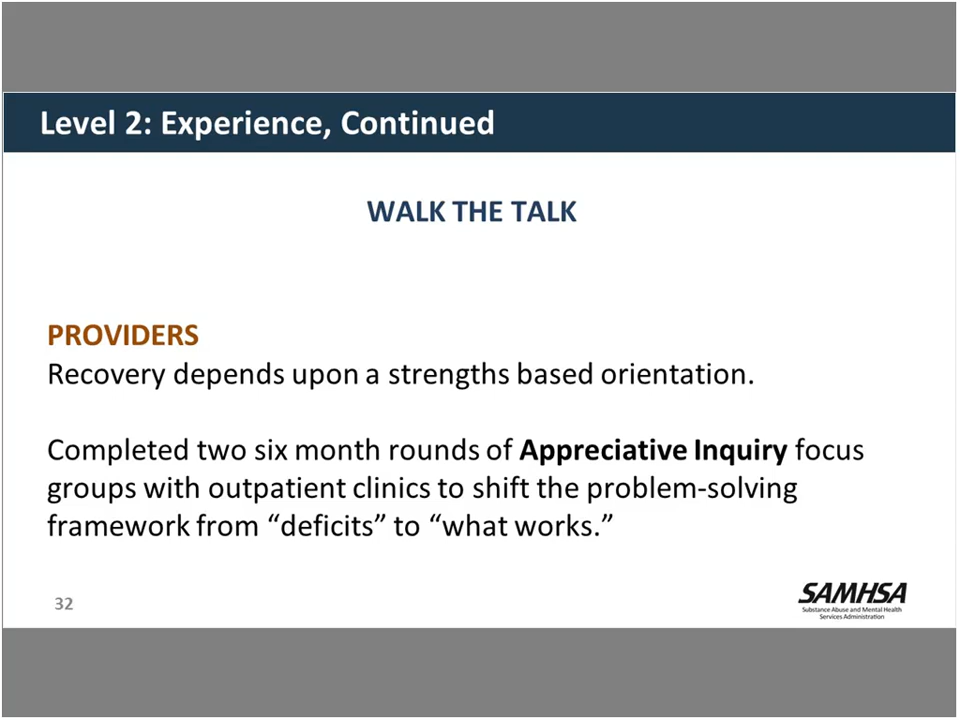 Level 2: Experience, Continued
WALK THE TALK
PROVIDERS
Recovery depends upon a strengths based orientation.
Completed two six month rounds of Appreciative Inquiry focus
groups with outpatient clinics to shift the problem-solving
framework from “deficits” to “what works.”
32
SAMHSA
Substance Abuse and Mental Health
Services Administration